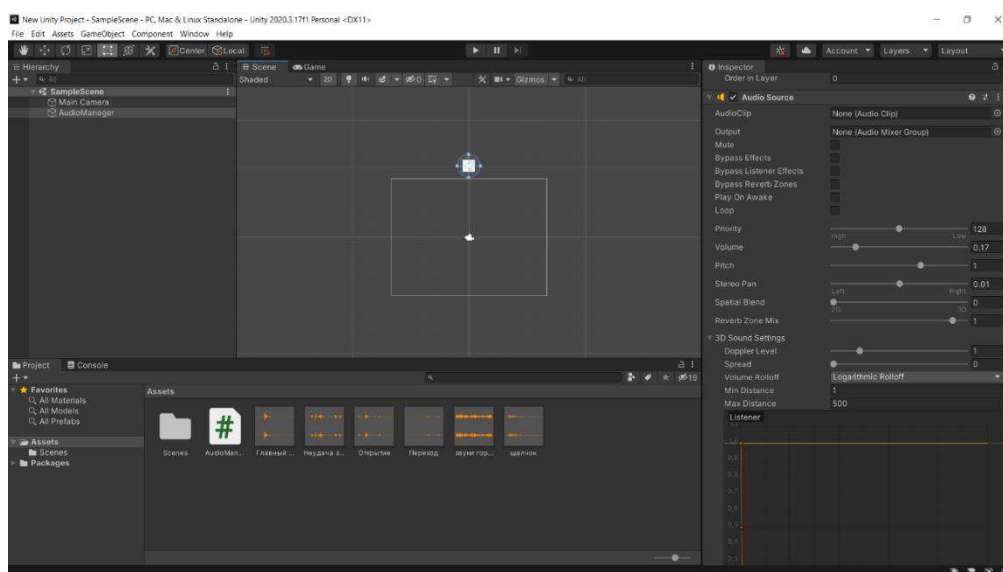 New Unity Project - SampleScene - PC, Mac & Linux Standalone - Unity 2020.3.17f1 Personal <DX11>
File Edit Assets GameObject Component Window Help
Center Local Account Layers Layout
Hierarchy
All
SampleScene
Main Camera
AudioManager
Scene Game
Shaded 2D 0 Gizmos All
Inspector
Order in Layer 0
Audio Source
AudioClip None (Audio Clip)
Output None (Audio Mixer Group)
Mute
Bypass Effects
Bypass Listener Effects
Bypass Reverb Zones
Play On Awake
Loop
Priority 128
High Low
Volume 0.17
Pitch 1
Stereo Pan 0.01
Left Right
Spatial Blend 0
2D 3D
Reverb Zone Mix 1
3D Sound Settings
Doppler Level 1
Spread 0
Volume Rolloff Logarithmic Rolloff
Min Distance 1
Max Distance 500
Listener
Project Console
19
Favorites
All Materials
All Models
All Prefabs
Assets
Scenes
Packages
Assets
Scenes AudioMan... Главный ... Неудача з... Открытие Переход звуки гор... щелчок